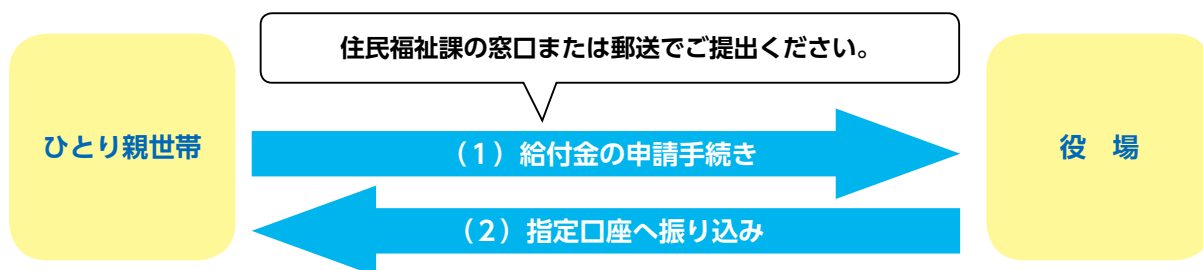 住民福祉課の窓口または郵送でご提出ください。
ひとり親世帯
（１）給付金の申請手続き
役　場
（２）指定口座へ振り込み